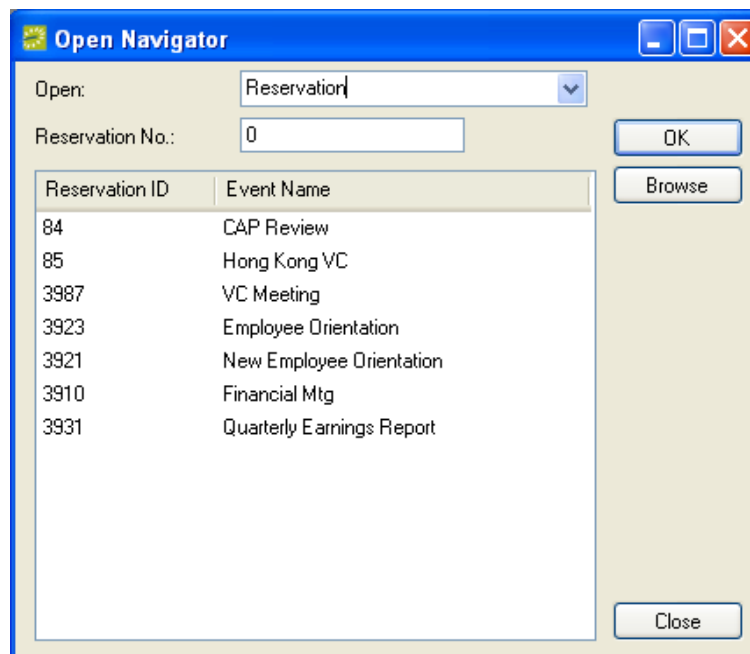 Open Navigator
Open: Reservation
Reservation No.: 0
OK
Browse
Reservation ID Event Name
84 CAP Review
85 Hong Kong VC
3987 VC Meeting
3923 Employee Orientation
3921 New Employee Orientation
3910 Financial Mtg
3931 Quarterly Earnings Report
Close